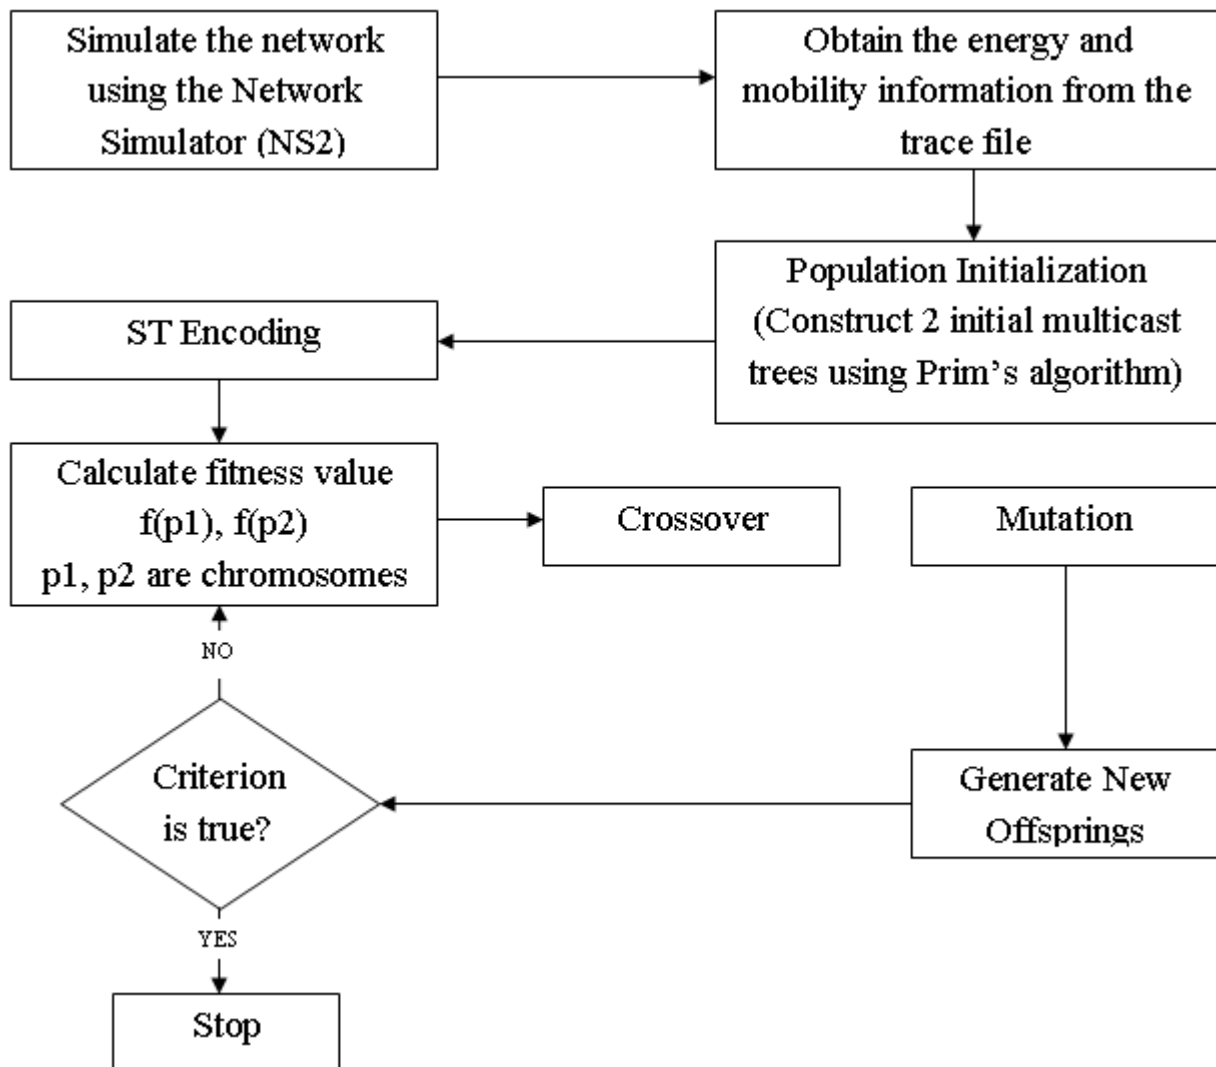 Simulate the network
using the Network
Simulator (NS2)
Obtain the energy and
mobility information from the
trace file
Population Initialization
(Construct 2 initial multicast
trees using Prim’s algorithm)
ST Encoding
Calculate fitness value
f(p1), f(p2)
p1, p2 are chromosomes
Crossover
Mutation
NO
Criterion
is true?
Generate New
Offsprings
YES
Stop